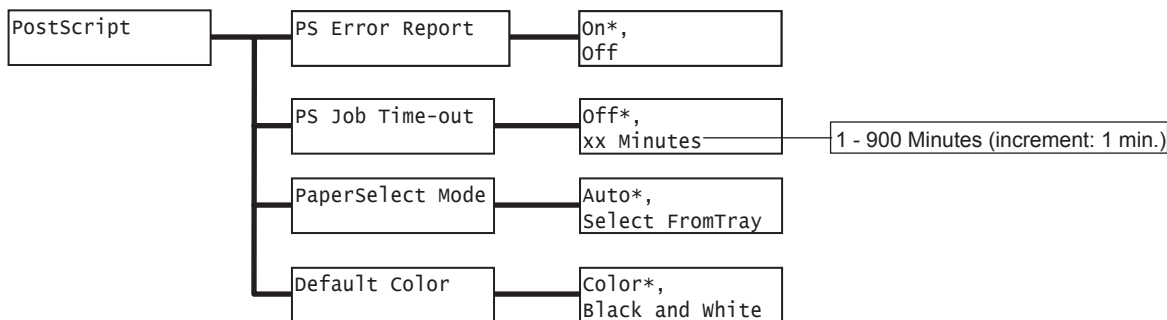 PostScript
PS Error Report
On*,
Off
PS Job Time-out
Off*,
xx Minutes
1 - 900 Minutes (increment: 1 min.)
PaperSelect Mode
Auto*,
Select FromTray
Default Color
Color*,
Black and White